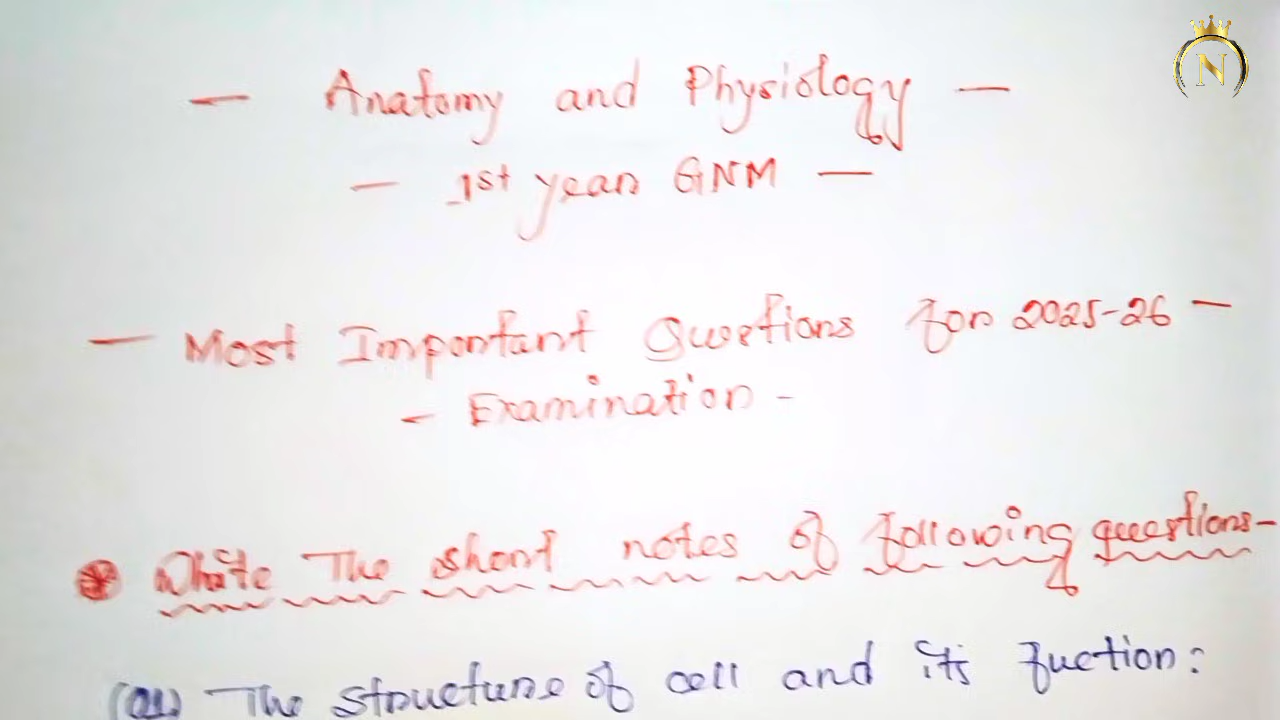 N
— Anatomy and Physiology —
— 1st year GNM —
— Most Important Questions for 2025-26 —
- Examination -
* White The short notes of following questions-
(01) The structure of cell and its fuction: